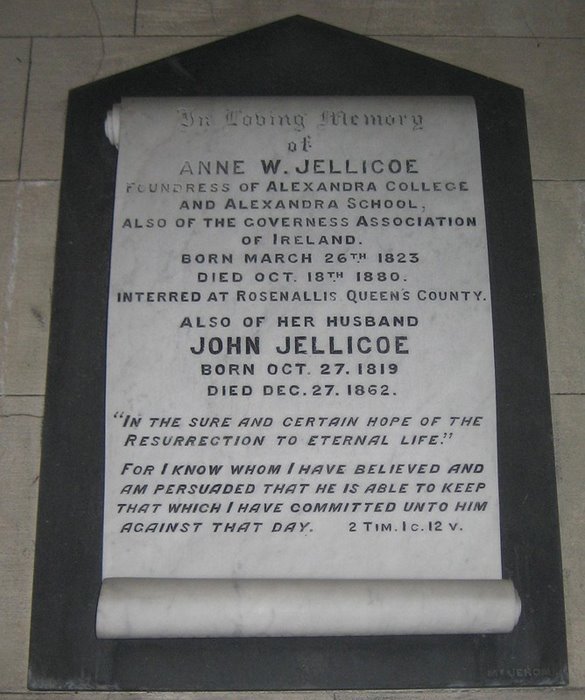 In Loving Memory
of
ANNE W. JELLICOE
FOUNDRESS OF ALEXANDRA COLLEGE
AND ALEXANDRA SCHOOL,
ALSO OF THE GOVERNESS ASSOCIATION
OF IRELAND.
BORN MARCH 26TH 1823
DIED OCT. 18TH 1880.
INTERRED AT ROSENALLIS QUEEN'S COUNTY.
ALSO OF HER HUSBAND
JOHN JELLICOE
BORN OCT. 27. 1819
DIED DEC. 27. 1862.
"IN THE SURE AND CERTAIN HOPE OF THE
RESURRECTION TO ETERNAL LIFE."
FOR I KNOW WHOM I HAVE BELIEVED AND
AM PERSUADED THAT HE IS ABLE TO KEEP
THAT WHICH I HAVE COMMITTED UNTO HIM
AGAINST THAT DAY. 2 TIM. 1 C. 12 V.